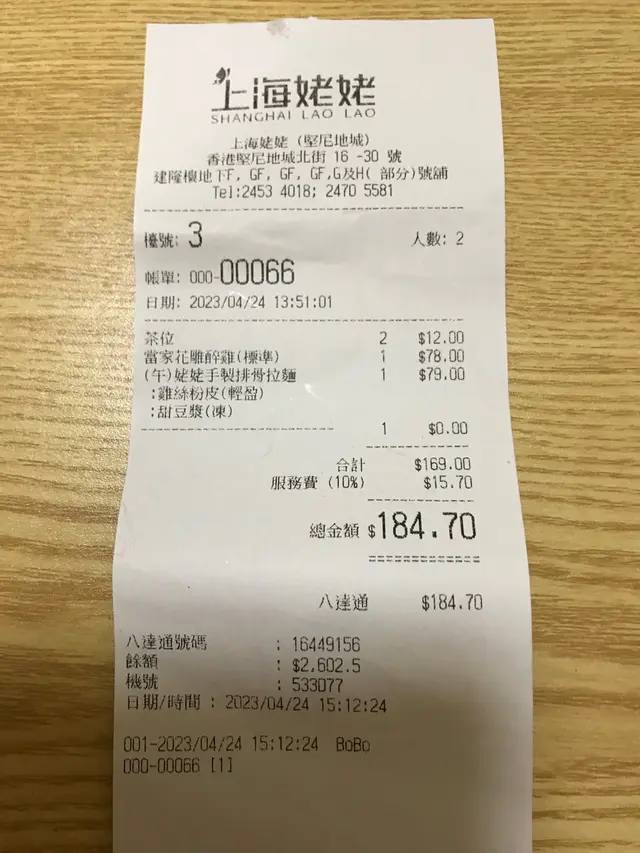 上海姥姥
SHANGHAI LAO LAO
上海姥姥 (堅尼地城)
香港堅尼地城北街 16 -30 號
建隆樓地下F, GF, GF, GF,G及H( 部分)號舖
Tel:2453 4018; 2470 5581
檯號: 3 人數: 2
帳單: 000-00066
日期: 2023/04/24 13:51:01
茶位 2 $12.00
當家花雕醉雞(標準) 1 $78.00
(午)姥姥手製排骨拉麵 1 $79.00
:雞絲粉皮(輕盈)
:甜豆漿(凍)
1 $0.00
合計 $169.00
服務費 (10%) $15.70
總金額 $184.70
八達通 $184.70
八達通號碼 : 16449156
餘額 : $2,602.5
機號 : 533077
日期/時間 : 2023/04/24 15:12:24
001-2023/04/24 15:12:24 BoBo
000-00066 [1]